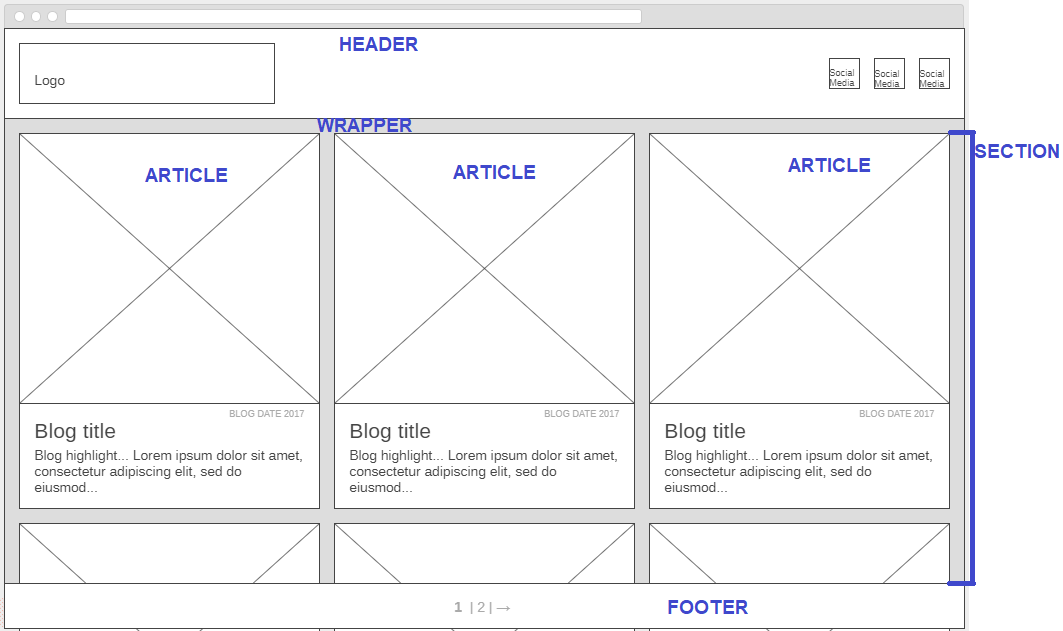 HEADER
Logo
Social
Media
Social
Media
Social
Media
WRAPPER
SECTION
ARTICLE
ARTICLE
ARTICLE
BLOG DATE 2017
Blog title
Blog highlight... Lorem ipsum dolor sit amet,
consectetur adipiscing elit, sed do
eiusmod...
BLOG DATE 2017
Blog title
Blog highlight... Lorem ipsum dolor sit amet,
consectetur adipiscing elit, sed do
eiusmod...
BLOG DATE 2017
Blog title
Blog highlight... Lorem ipsum dolor sit amet,
consectetur adipiscing elit, sed do
eiusmod...
1 | 2 | →
FOOTER